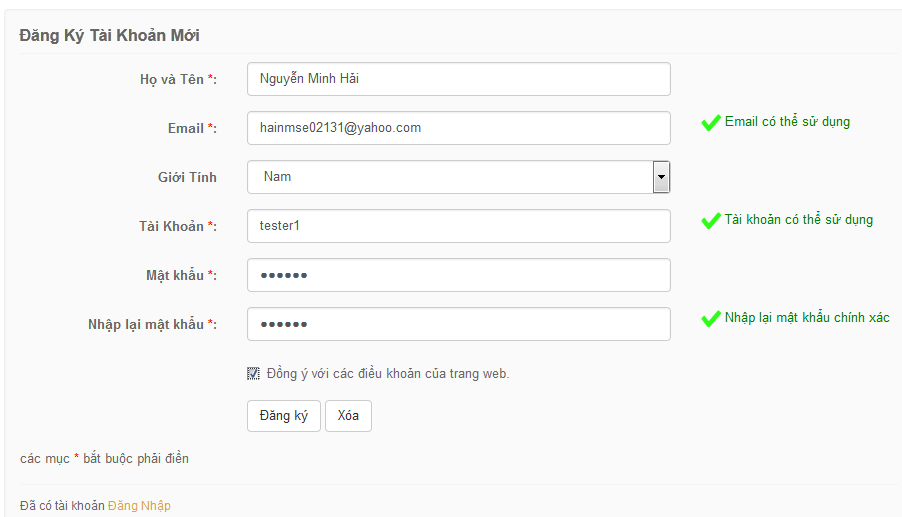 Đăng Ký Tài Khoản Mới
Họ và Tên *: Nguyễn Minh Hải
Email *: hainmse02131@yahoo.com Email có thể sử dụng
Giới Tính Nam
Tài Khoản *: tester1 Tài khoản có thể sử dụng
Mật khẩu *: ••••••
Nhập lại mật khẩu *: •••••• Nhập lại mật khẩu chính xác
Đồng ý với các điều khoản của trang web.
Đăng ký Xóa
các mục * bắt buộc phải điền
Đã có tài khoản Đăng Nhập